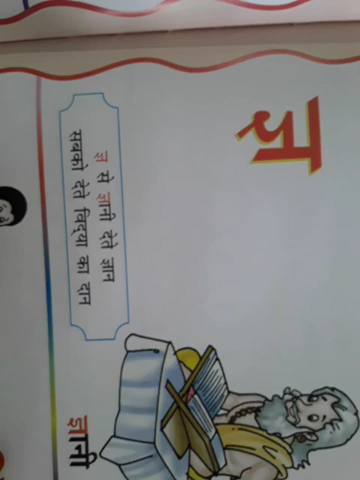 ज्ञ
ज्ञ से ज्ञानी देते ज्ञान
सबको देते विद्या का दान
ज्ञानी